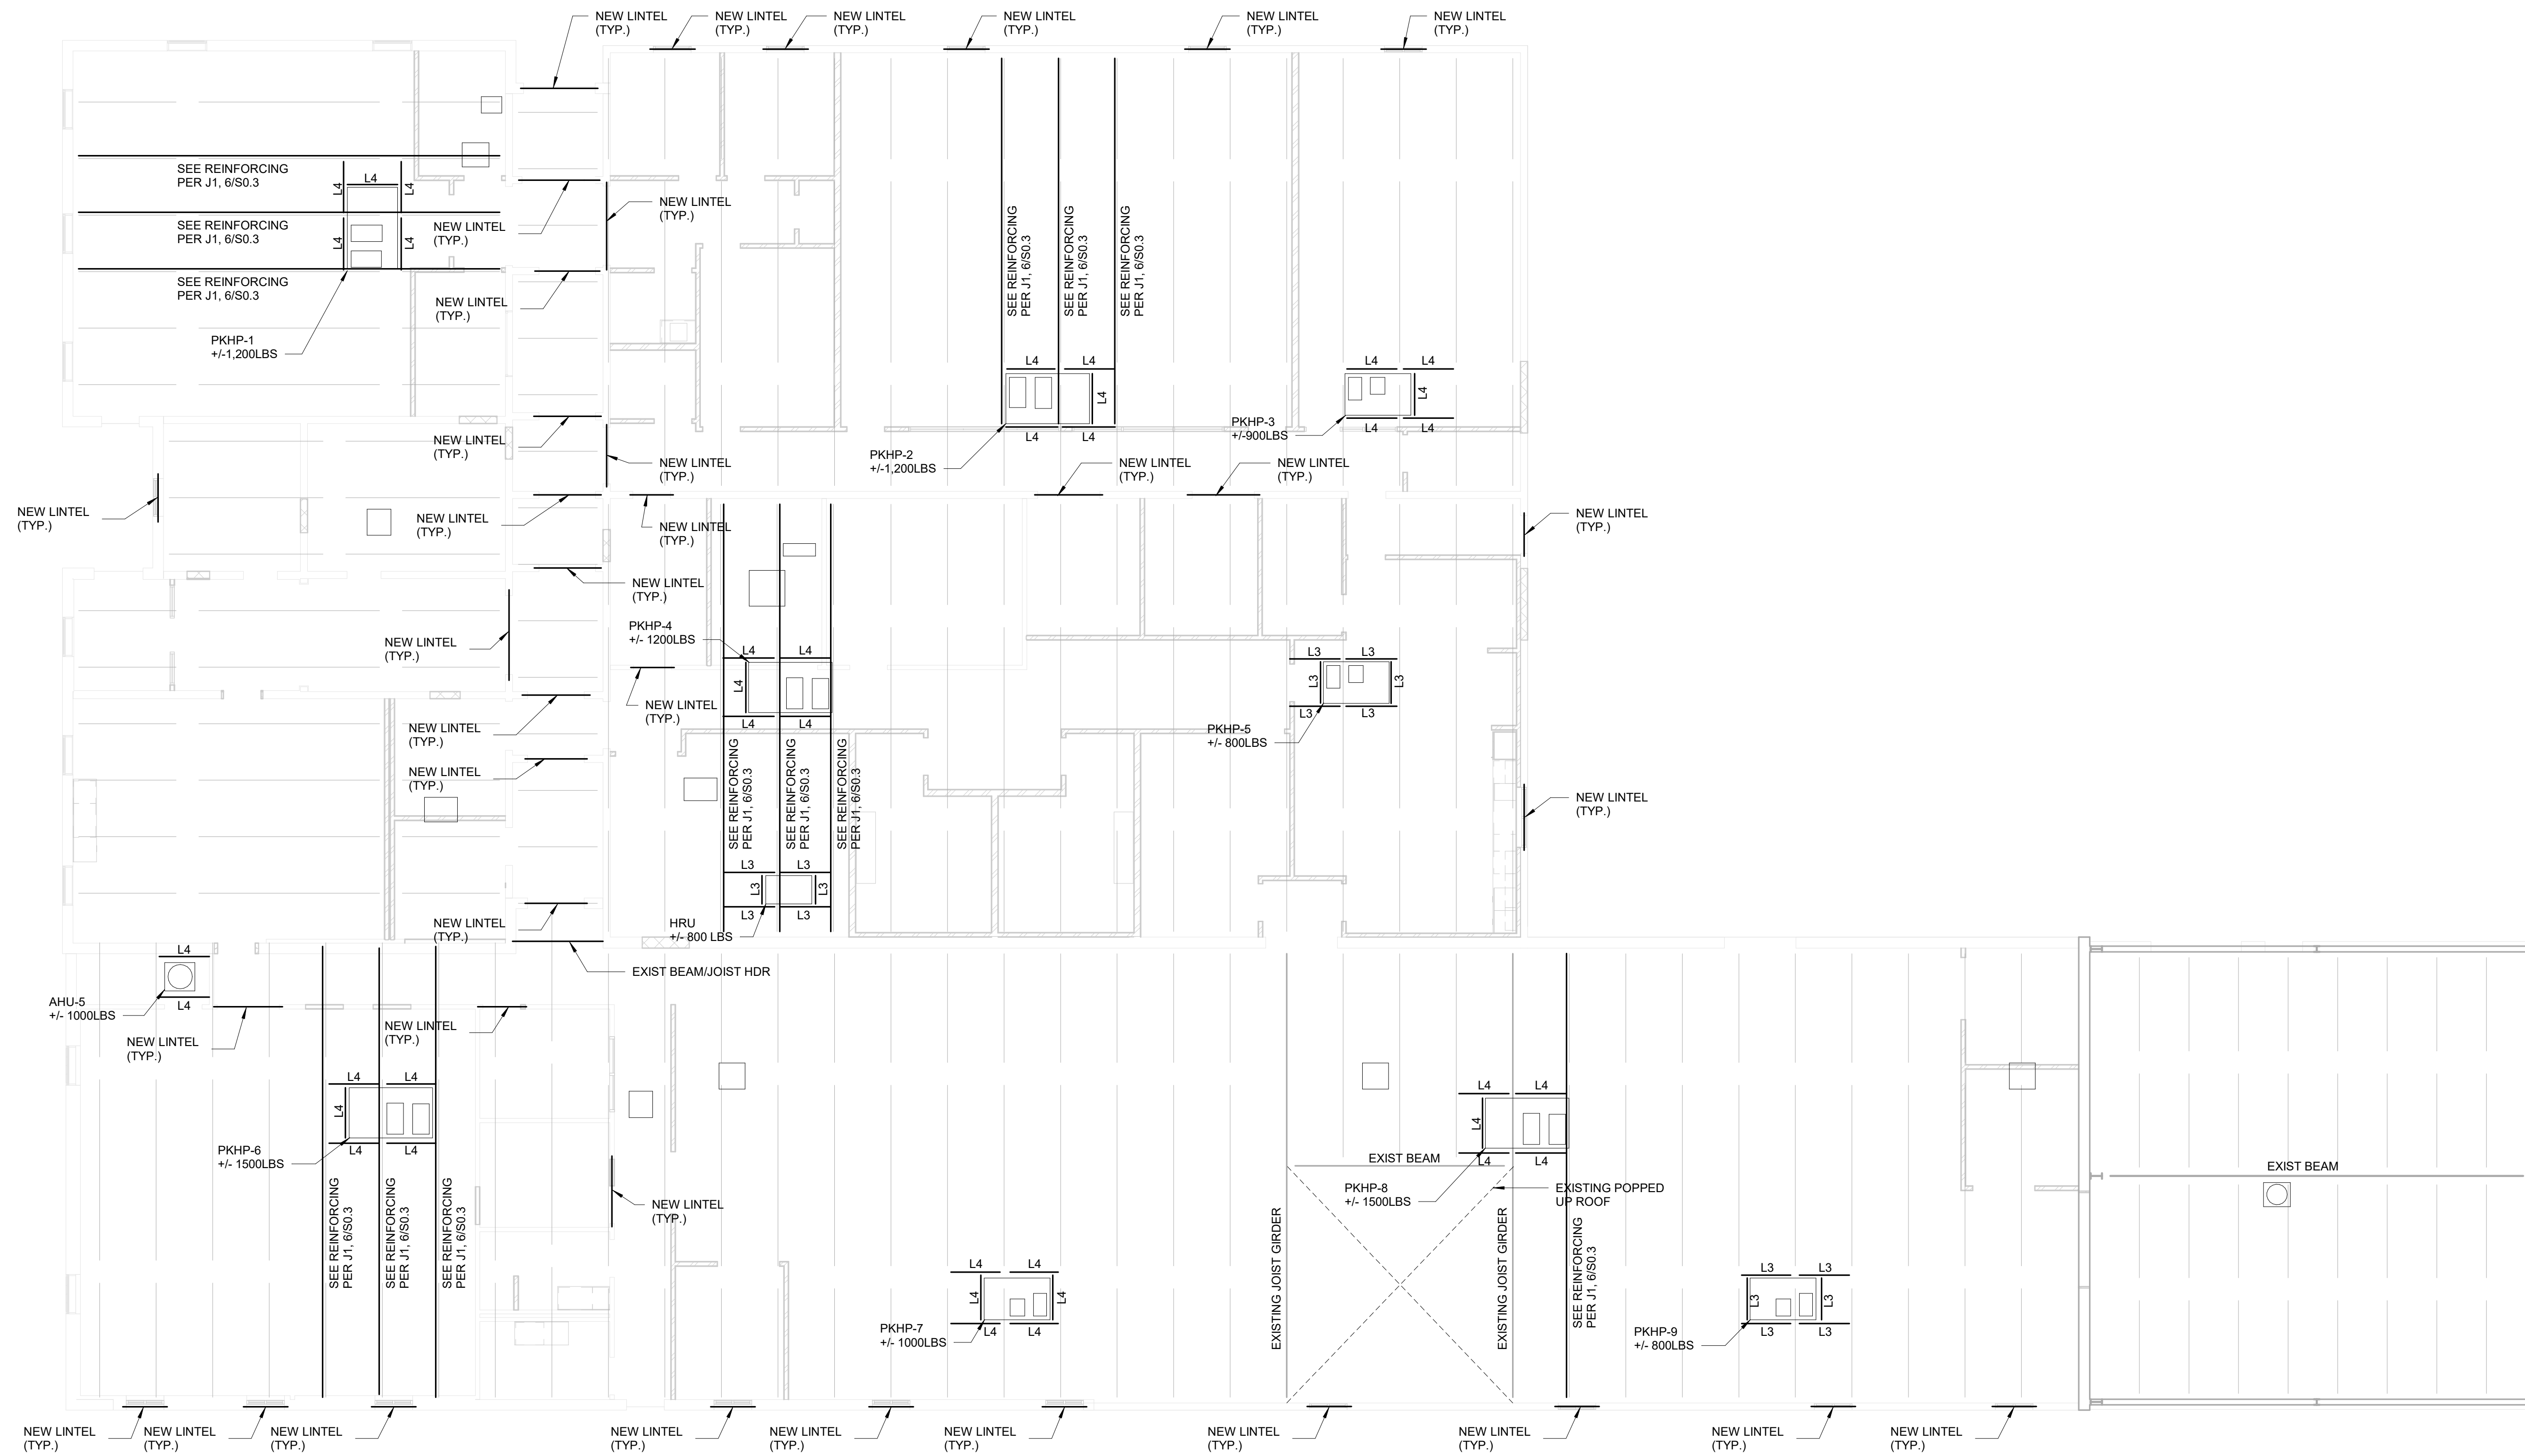 NEW LINTEL
(TYP.)
NEW LINTEL
(TYP.)
NEW LINTEL
(TYP.)
NEW LINTEL
(TYP.)
NEW LINTEL
(TYP.)
NEW LINTEL
(TYP.)
SEE REINFORCING
PER J1, 6/S0.3
L4
L4
L4
SEE REINFORCING
PER J1, 6/S0.3
L4
L4
SEE REINFORCING
PER J1, 6/S0.3
PKHP-1
+/-1,200LBS
NEW LINTEL
(TYP.)
NEW LINTEL
(TYP.)
NEW LINTEL
(TYP.)
SEE REINFORCING
PER J1, 6/S0.3
SEE REINFORCING
PER J1, 6/S0.3
SEE REINFORCING
PER J1, 6/S0.3
L4
L4
L4
L4
L4
PKHP-2
+/-1,200LBS
L4
L4
L4
L4
L4
PKHP-3
+/-900LBS
NEW LINTEL
(TYP.)
NEW LINTEL
(TYP.)
NEW LINTEL
(TYP.)
NEW LINTEL
(TYP.)
NEW LINTEL
(TYP.)
NEW LINTEL
(TYP.)
NEW LINTEL
(TYP.)
NEW LINTEL
(TYP.)
NEW LINTEL
(TYP.)
NEW LINTEL
(TYP.)
PKHP-4
+/- 1200LBS
L4
L4
L4
L4
L4
NEW LINTEL
(TYP.)
NEW LINTEL
(TYP.)
L3
L3
L3
L3
L3
L3
PKHP-5
+/- 800LBS
NEW LINTEL
(TYP.)
NEW LINTEL
(TYP.)
SEE REINFORCING
PER J1, 6/S0.3
SEE REINFORCING
PER J1, 6/S0.3
SEE REINFORCING
PER J1, 6/S0.3
NEW LINTEL
(TYP.)
L3
L3
L3
L3
L3
L3
HRU
+/- 800 LBS
NEW LINTEL
(TYP.)
EXIST BEAM/JOIST HDR
L4
L4
AHU-5
+/- 1000LBS
NEW LINTEL
(TYP.)
NEW LINTEL
(TYP.)
L4
L4
L4
L4
L4
PKHP-6
+/- 1500LBS
SEE REINFORCING
PER J1, 6/S0.3
SEE REINFORCING
PER J1, 6/S0.3
SEE REINFORCING
PER J1, 6/S0.3
NEW LINTEL
(TYP.)
L4
L4
L4
L4
L4
L4
PKHP-7
+/- 1000LBS
EXISTING JOIST GIRDER
EXIST BEAM
L4
L4
L4
L4
L4
PKHP-8
+/- 1500LBS
EXISTING POPPED
UP ROOF
EXISTING JOIST GIRDER
SEE REINFORCING
PER J1, 6/S0.3
L3
L3
L3
L3
L3
L3
PKHP-9
+/- 800LBS
EXIST BEAM
NEW LINTEL
(TYP.)
NEW LINTEL
(TYP.)
NEW LINTEL
(TYP.)
NEW LINTEL
(TYP.)
NEW LINTEL
(TYP.)
NEW LINTEL
(TYP.)
NEW LINTEL
(TYP.)
NEW LINTEL
(TYP.)
NEW LINTEL
(TYP.)
NEW LINTEL
(TYP.)